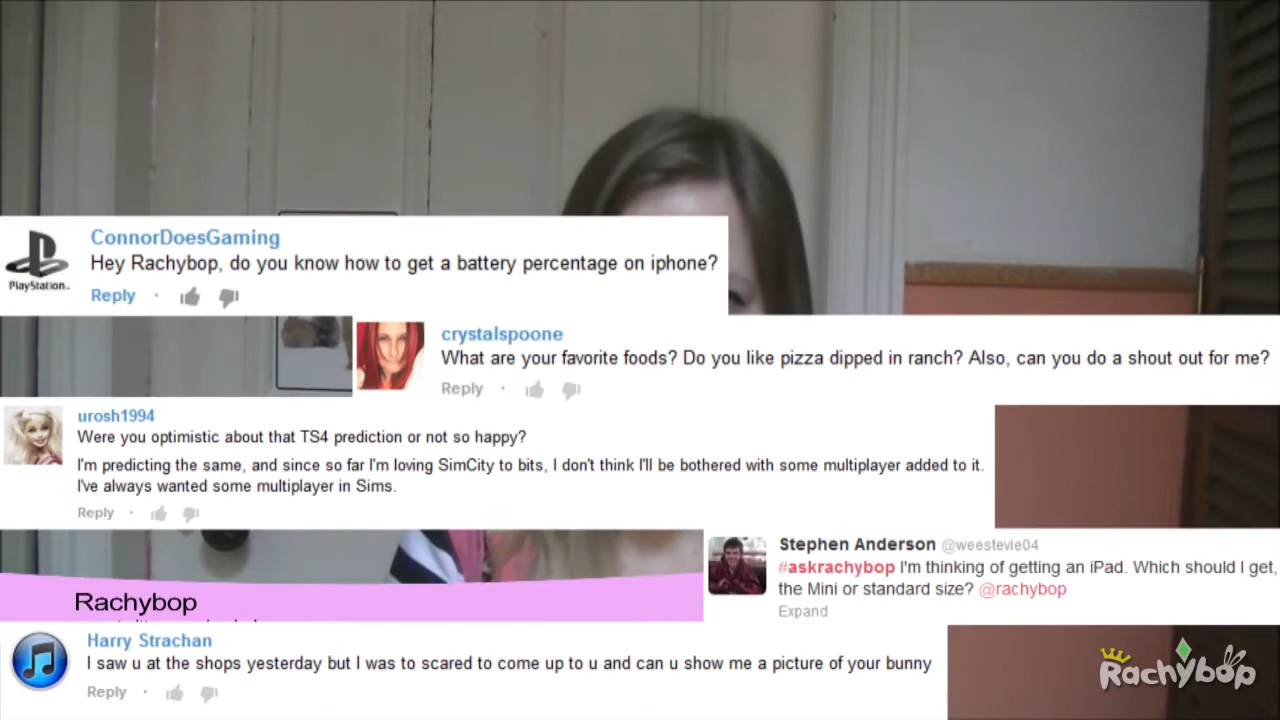 ConnorDoesGaming
Hey Rachybop, do you know how to get a battery percentage on iphone?
PlayStation
Reply ·
crystalspoone
What are your favorite foods? Do you like pizza dipped in ranch? Also, can you do a shout out for me?
Reply ·
urosh1994
Were you optimistic about that TS4 prediction or not so happy?
I'm predicting the same, and since so far I'm loving SimCity to bits, I don't think I'll be bothered with some multiplayer added to it.
I've always wanted some multiplayer in Sims.
Reply ·
Stephen Anderson @weestevie04
#askrachybop I'm thinking of getting an iPad. Which should I get,
the Mini or standard size? @rachybop
Expand
Rachybop
Harry Strachan
I saw u at the shops yesterday but I was to scared to come up to u and can u show me a picture of your bunny
Reply ·
Rachybop